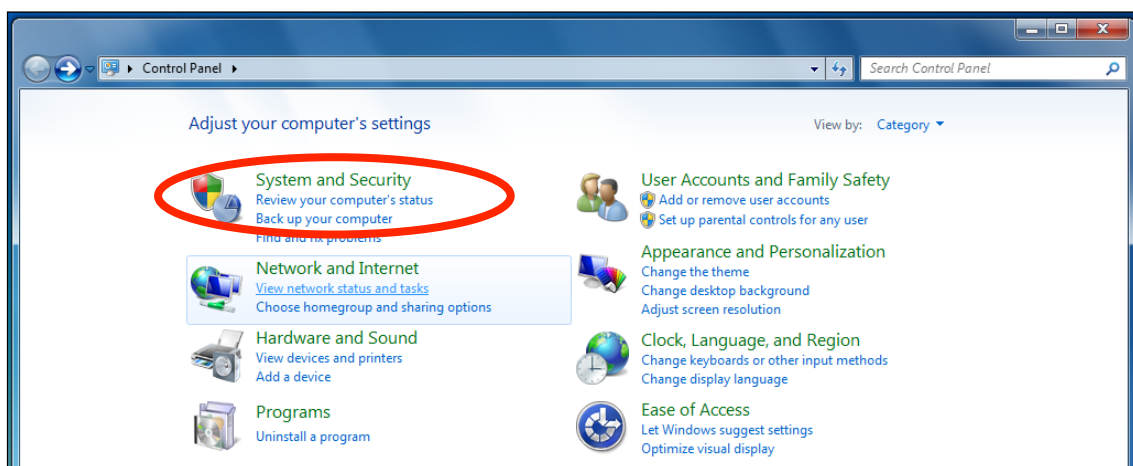 Control Panel
Search Control Panel
Adjust your computer's settings
View by: Category
System and Security
Review your computer's status
Back up your computer
Find and fix problems
Network and Internet
View network status and tasks
Choose homegroup and sharing options
Hardware and Sound
View devices and printers
Add a device
Programs
Uninstall a program
User Accounts and Family Safety
Add or remove user accounts
Set up parental controls for any user
Appearance and Personalization
Change the theme
Change desktop background
Adjust screen resolution
Clock, Language, and Region
Change keyboards or other input methods
Change display language
Ease of Access
Let Windows suggest settings
Optimize visual display